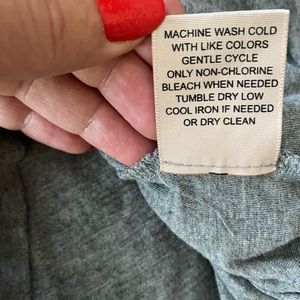 MACHINE WASH COLD
WITH LIKE COLORS
GENTLE CYCLE
ONLY NON-CHLORINE
BLEACH WHEN NEEDED
TUMBLE DRY LOW
COOL IRON IF NEEDED
OR DRY CLEAN